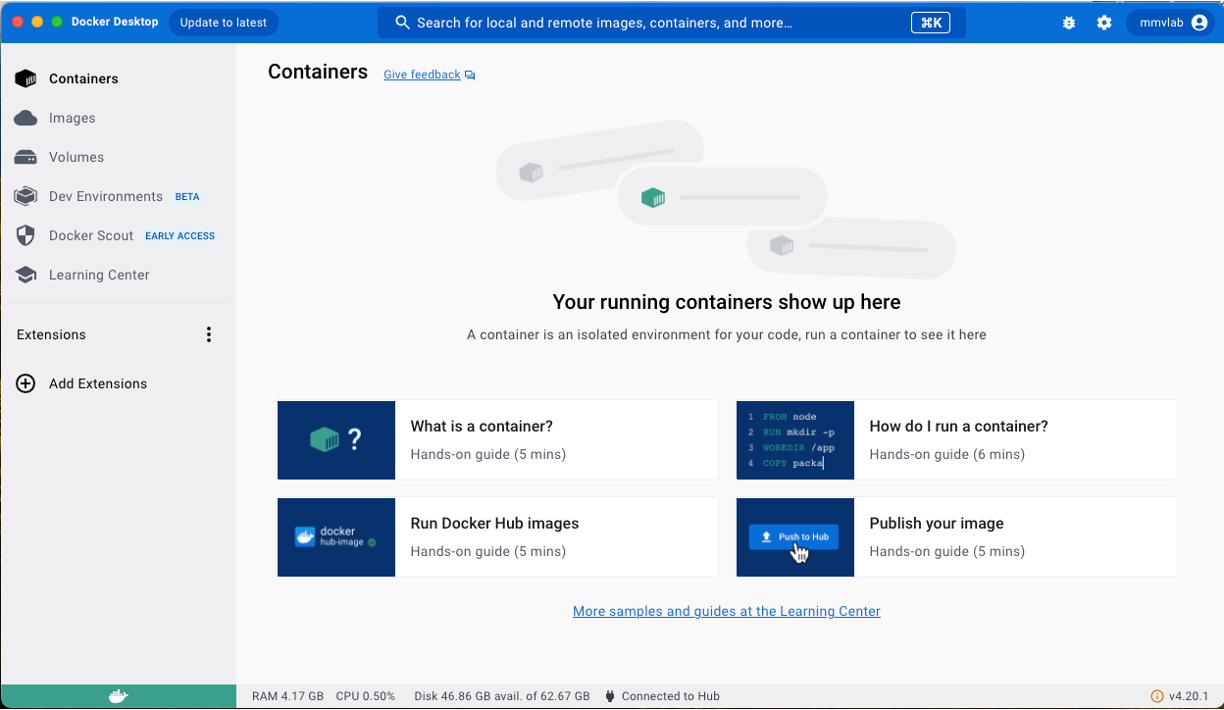 Docker Desktop Update to latest Search for local and remote images, containers, and more... ⌘K mmvlab
Containers
Images
Volumes
Dev Environments BETA
Docker Scout EARLY ACCESS
Learning Center
Extensions
Add Extensions
Containers Give feedback
Your running containers show up here
A container is an isolated environment for your code, run a container to see it here
?
What is a container?
Hands-on guide (5 mins)
1 FROM node
2 RUN mkdir -p
3 WORKDIR /app
4 COPY packa
How do I run a container?
Hands-on guide (6 mins)
docker
hub-image
Run Docker Hub images
Hands-on guide (5 mins)
Push to Hub
Publish your image
Hands-on guide (5 mins)
More samples and guides at the Learning Center
RAM 4.17 GB CPU 0.50% Disk 46.86 GB avail. of 62.67 GB Connected to Hub v4.20.1